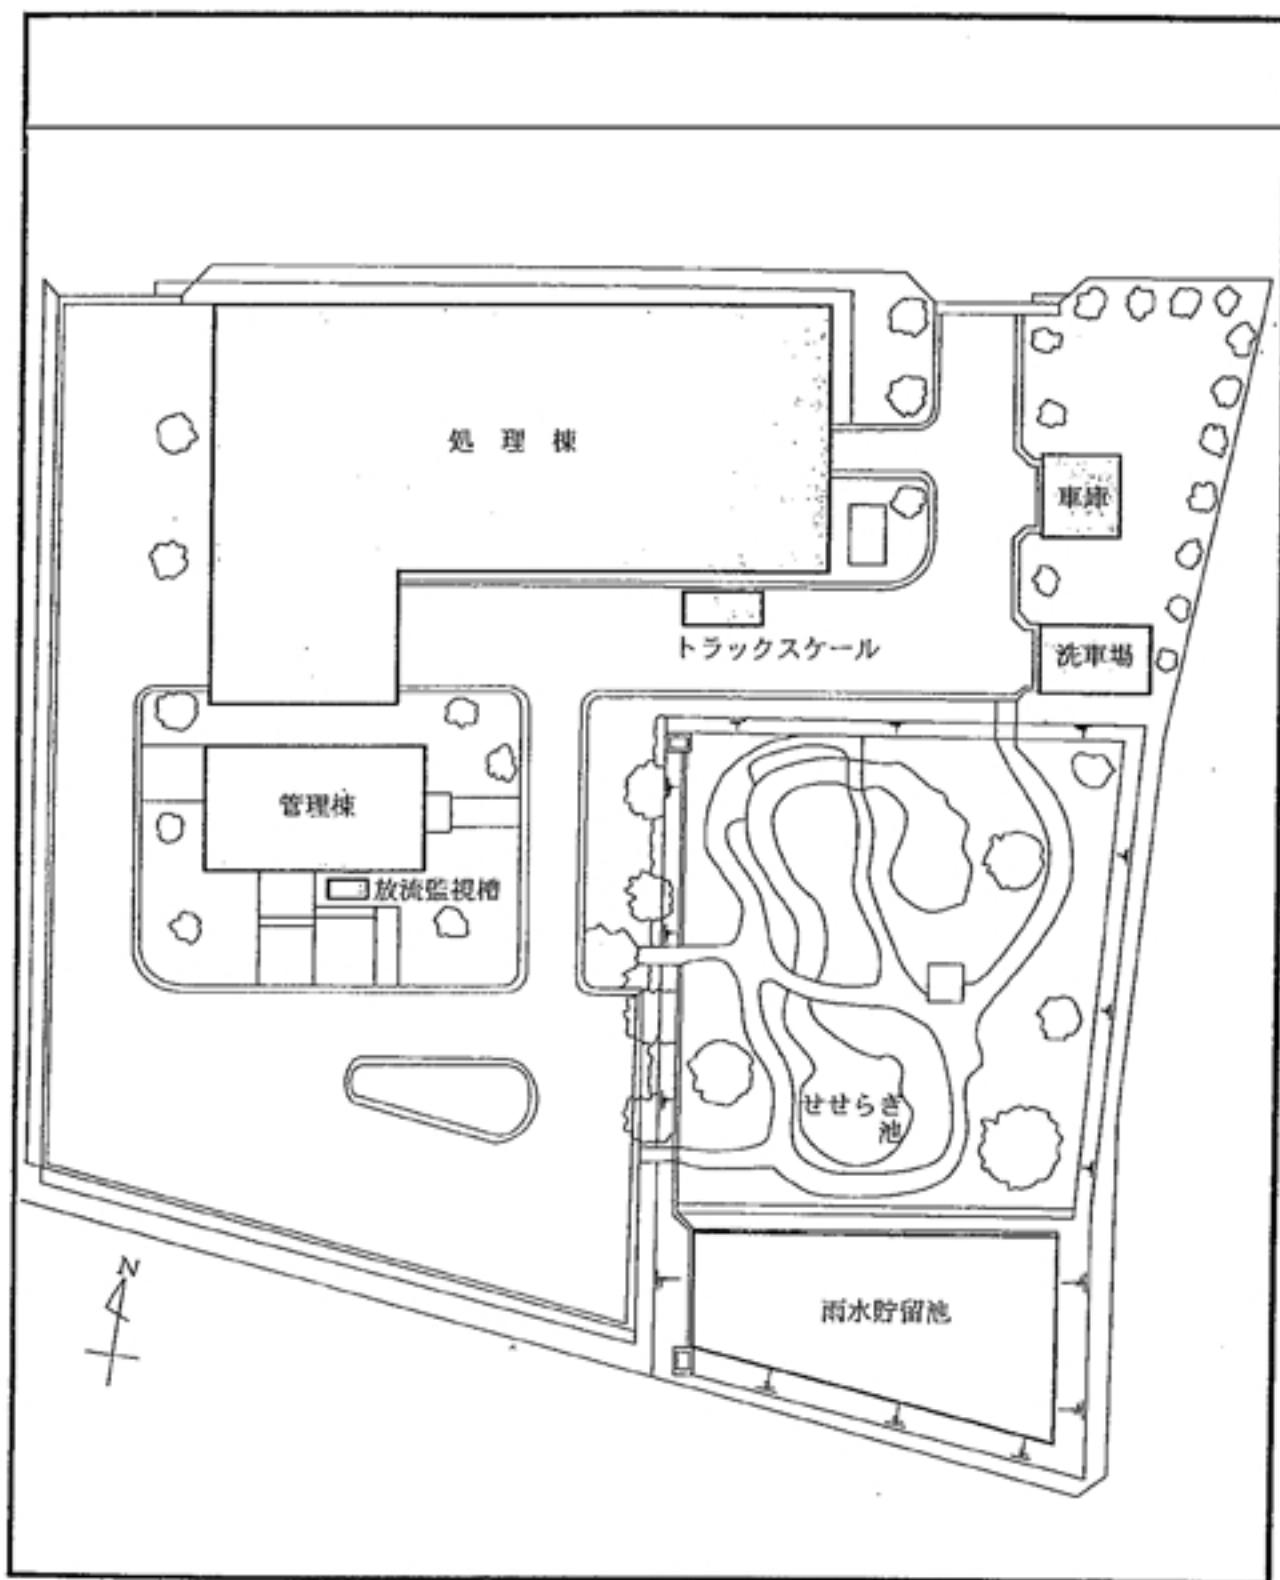 処理棟
車庫
トラックスケール
洗車場
管理棟
放流監視槽
せせらぎ
池
雨水貯留池
N